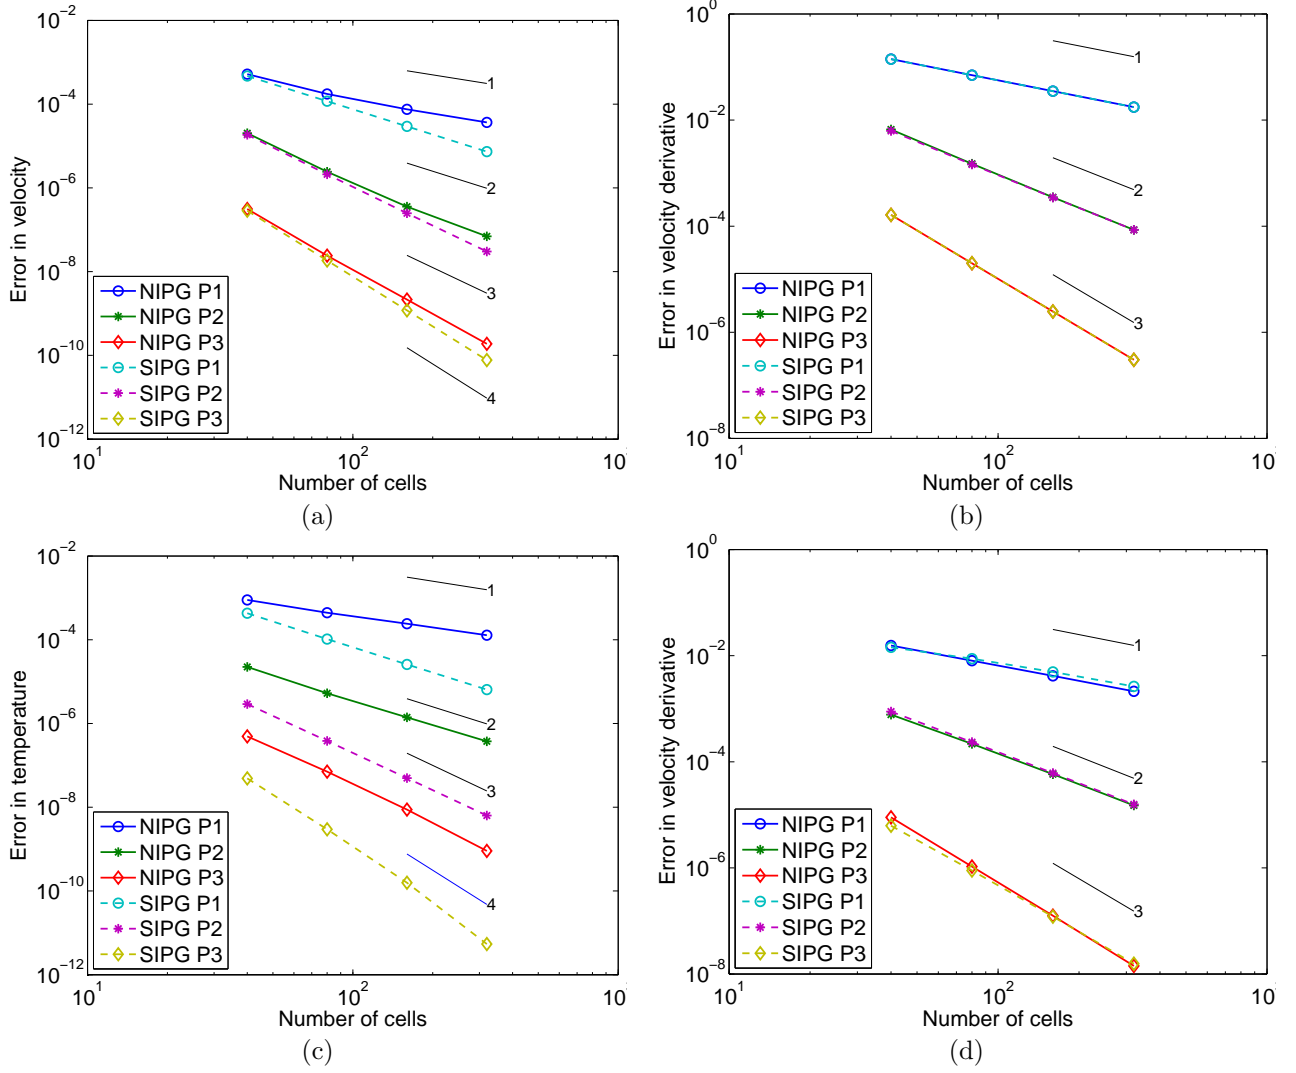 10^-2
10^-4
10^-6
10^-8
10^-10
10^-12
Error in velocity
1
2
3
4
NIPG P1
NIPG P2
NIPG P3
SIPG P1
SIPG P2
SIPG P3
10^1
10^2
10
Number of cells
(a)
10^0
10^-2
10^-4
10^-6
10^-8
Error in velocity derivative
1
2
3
NIPG P1
NIPG P2
NIPG P3
SIPG P1
SIPG P2
SIPG P3
10^1
10^2
10
Number of cells
(b)
10^-2
10^-4
10^-6
10^-8
10^-10
10^-12
Error in temperature
1
2
3
4
NIPG P1
NIPG P2
NIPG P3
SIPG P1
SIPG P2
SIPG P3
10^1
10^2
10
Number of cells
(c)
10^0
10^-2
10^-4
10^-6
10^-8
Error in velocity derivative
1
2
3
NIPG P1
NIPG P2
NIPG P3
SIPG P1
SIPG P2
SIPG P3
10^1
10^2
10
Number of cells
(d)